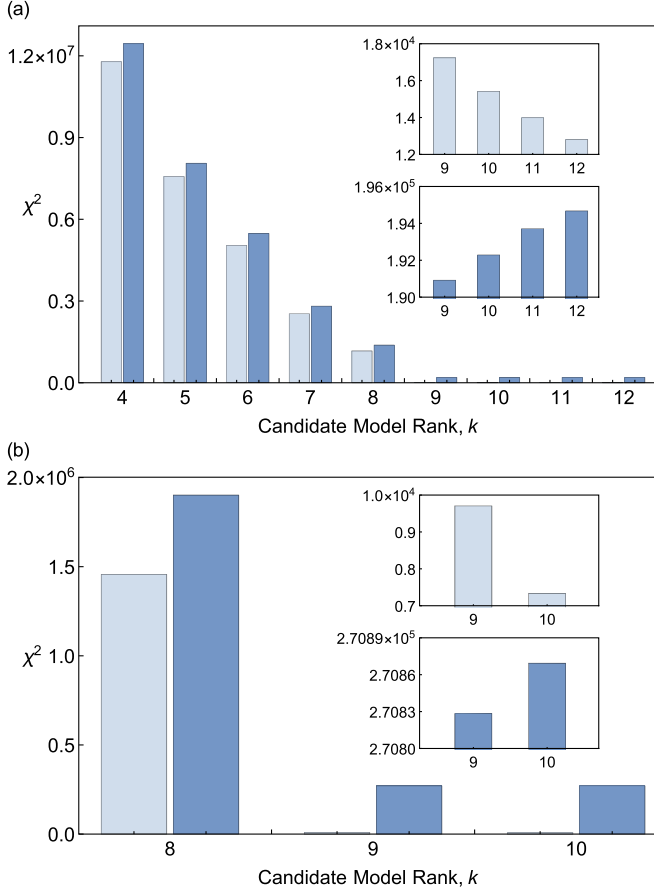 (a)
1.2×10⁷
0.9
χ²
0.6
0.3
0.0
4 5 6 7 8 9 10 11 12
Candidate Model Rank, k
1.8×10⁴
1.6
1.4
1.2
9 10 11 12
1.96×10⁵
1.94
1.92
1.90
9 10 11 12
(b)
2.0×10⁶
1.5
χ²
1.0
0.5
0.0
8 9 10
Candidate Model Rank, k
1.0×10⁴
0.9
0.8
0.7
9 10
2.7089×10⁵
2.7086
2.7083
2.7080
9 10